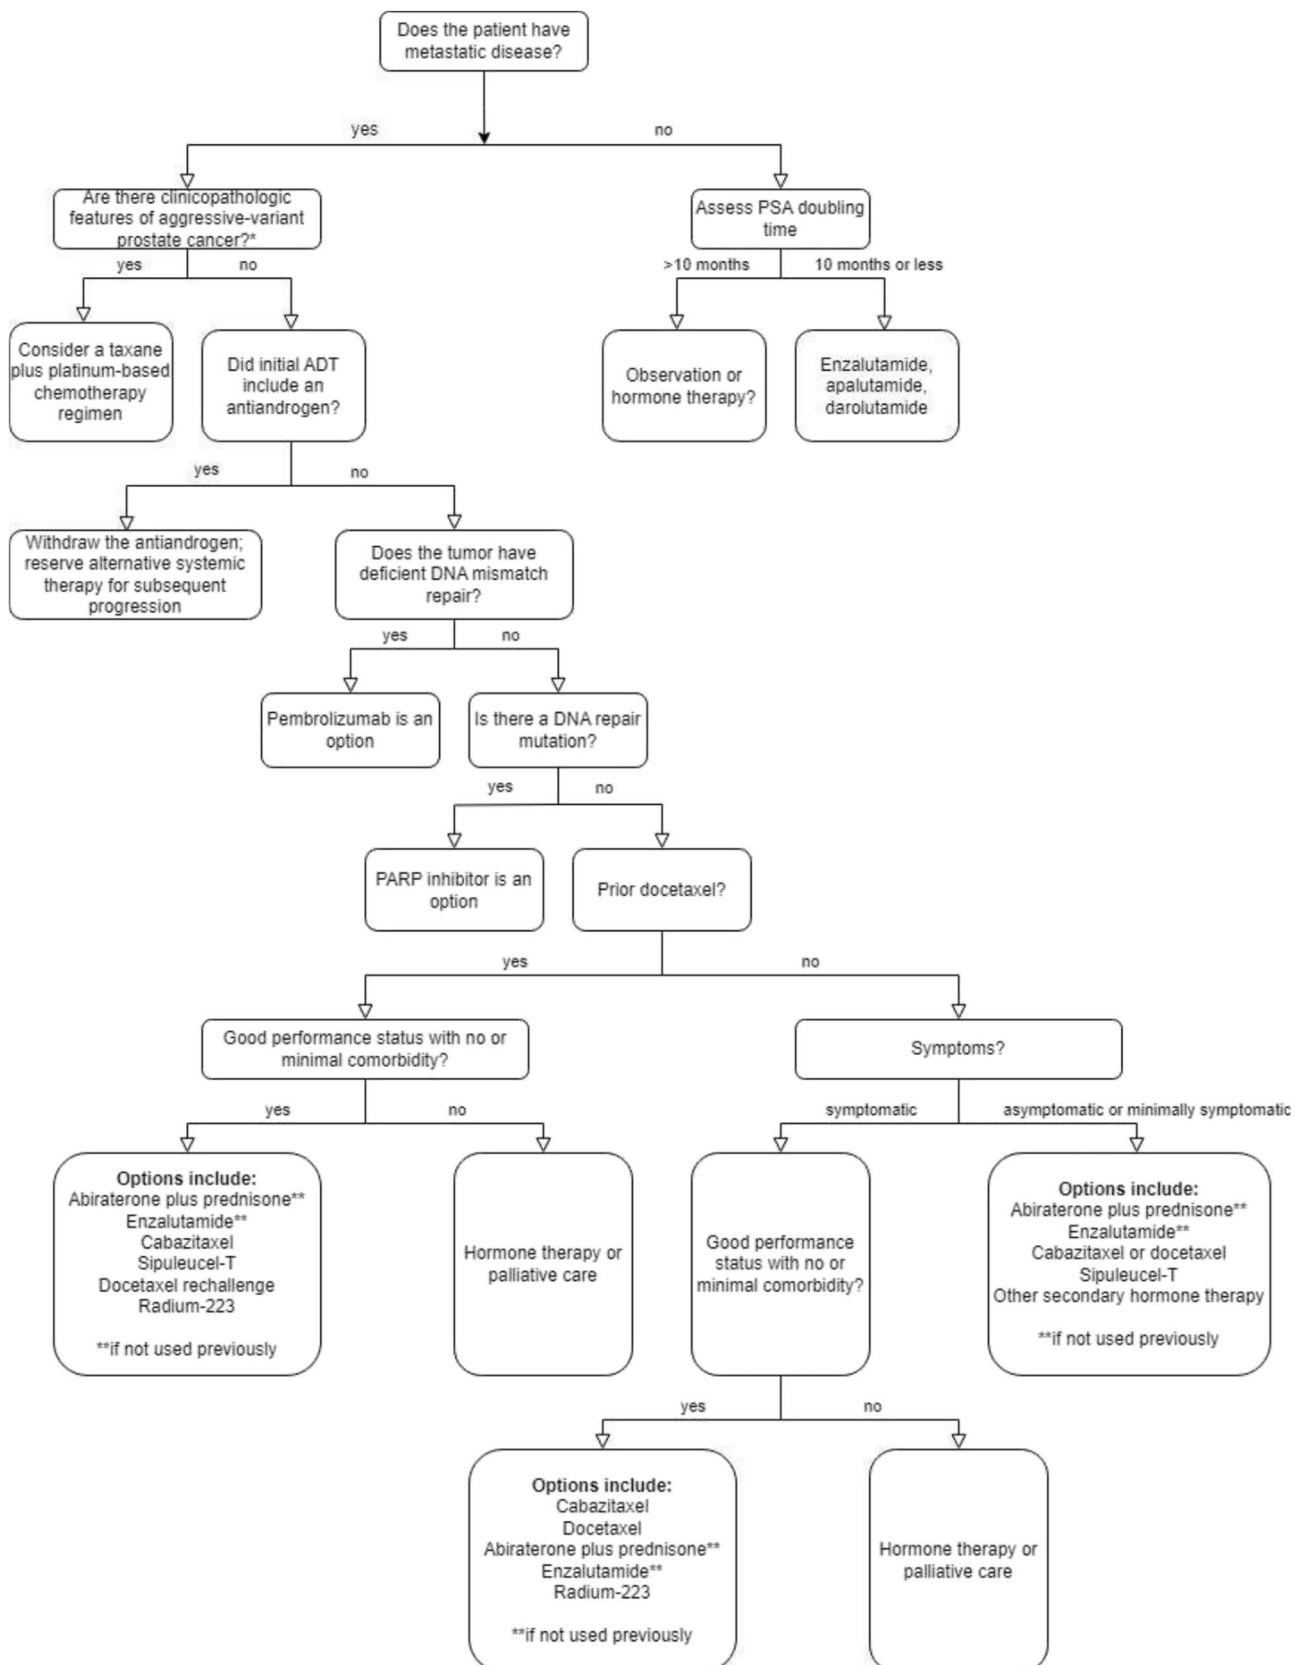 Does the patient have
metastatic disease?
yes
no
Are there clinicopathologic
features of aggressive-variant
prostate cancer?*
Assess PSA doubling
time
yes
no
>10 months
10 months or less
Consider a taxane
plus platinum-based
chemotherapy
regimen
Did initial ADT
include an
antiandrogen?
Observation or
hormone therapy?
Enzalutamide,
apalutamide,
darolutamide
yes
no
Withdraw the antiandrogen;
reserve alternative systemic
therapy for subsequent
progression
Does the tumor have
deficient DNA mismatch
repair?
yes
no
Pembrolizumab is an
option
Is there a DNA repair
mutation?
yes
no
PARP inhibitor is an
option
Prior docetaxel?
yes
no
Good performance status with no or
minimal comorbidity?
Symptoms?
yes
no
symptomatic
asymptomatic or minimally symptomatic
Options include:
Abiraterone plus prednisone**
Enzalutamide**
Cabazitaxel
Sipuleucel-T
Docetaxel rechallenge
Radium-223
**if not used previously
Hormone therapy or
palliative care
Good performance
status with no or
minimal comorbidity?
Options include:
Abiraterone plus prednisone**
Enzalutamide**
Cabazitaxel or docetaxel
Sipuleucel-T
Other secondary hormone therapy
**if not used previously
yes
no
Options include:
Cabazitaxel
Docetaxel
Abiraterone plus prednisone**
Enzalutamide**
Radium-223
**if not used previously
Hormone therapy or
palliative care